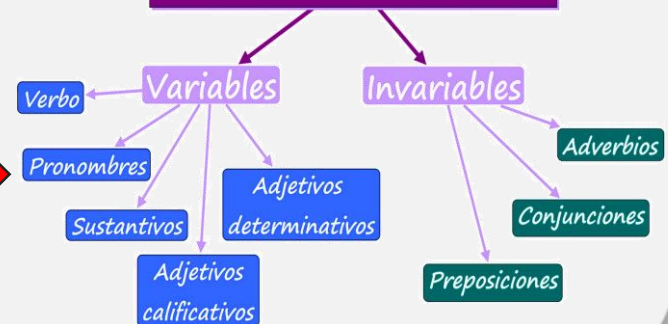 Variables
Invariables
Verbo
Pronombres
Sustantivos
Adjetivos
calificativos
Adjetivos
determinativos
Adverbios
Conjunciones
Preposiciones